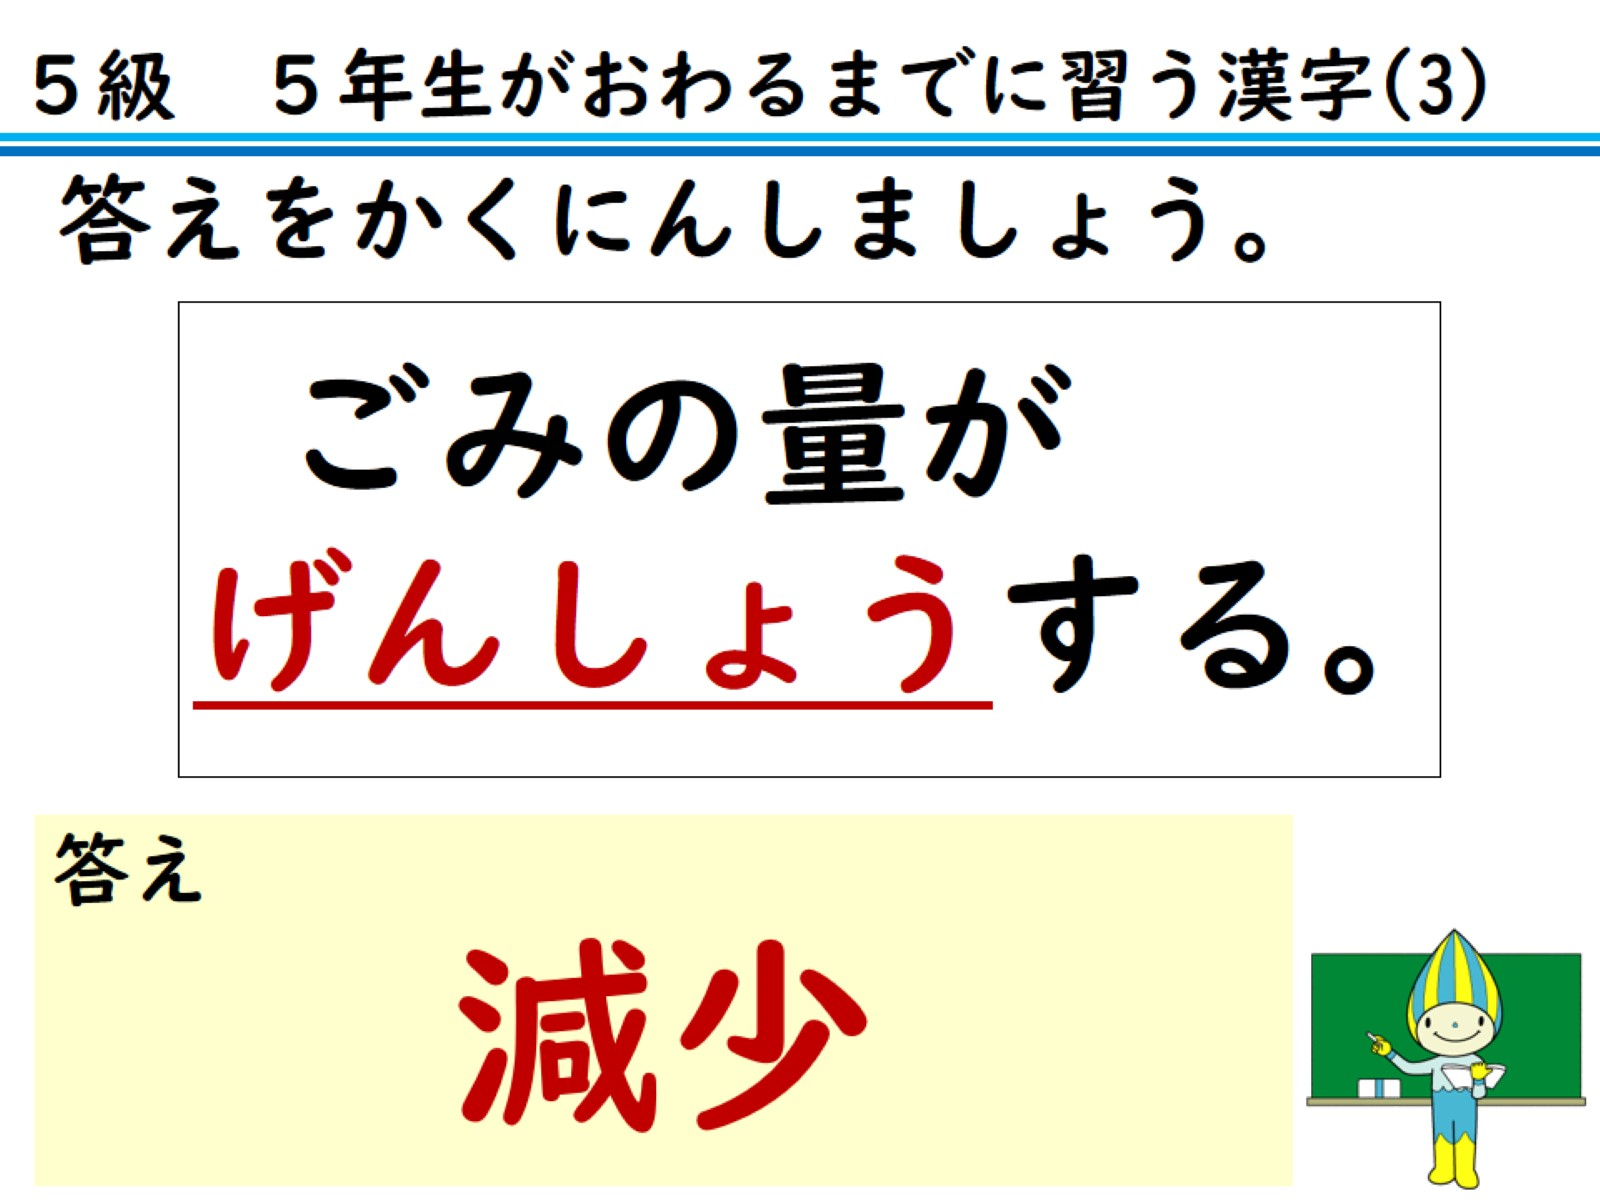 ５級　５年生がおわるまでに習う漢字(3)
答えをかくにんしましょう。
ごみの量が
げんしょうする。
答え
減少